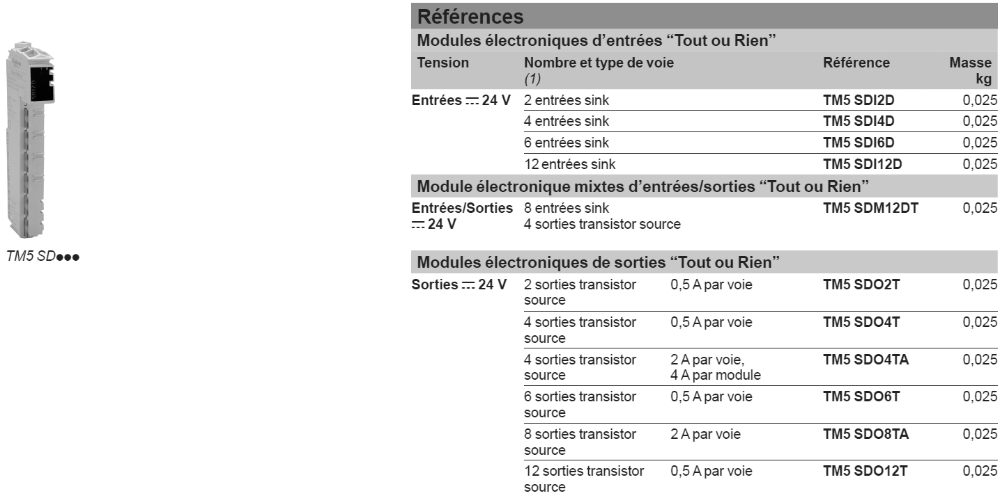 Références
Modules électroniques d’entrées “Tout ou Rien”
Tension Nombre et type de voie Référence Masse
(1) kg
Entrées ⎓ 24 V 2 entrées sink TM5 SDI2D 0,025
4 entrées sink TM5 SDI4D 0,025
6 entrées sink TM5 SDI6D 0,025
12 entrées sink TM5 SDI12D 0,025
Module électronique mixtes d’entrées/sorties “Tout ou Rien”
Entrées/Sorties 8 entrées sink TM5 SDM12DT 0,025
⎓ 24 V 4 sorties transistor source
TM5 SD●●●
Modules électroniques de sorties “Tout ou Rien”
Sorties ⎓ 24 V 2 sorties transistor 0,5 A par voie TM5 SDO2T 0,025
source
4 sorties transistor 0,5 A par voie TM5 SDO4T 0,025
source
4 sorties transistor 2 A par voie, TM5 SDO4TA 0,025
source 4 A par module
6 sorties transistor 0,5 A par voie TM5 SDO6T 0,025
source
8 sorties transistor 2 A par voie TM5 SDO8TA 0,025
source
12 sorties transistor 0,5 A par voie TM5 SDO12T 0,025
source